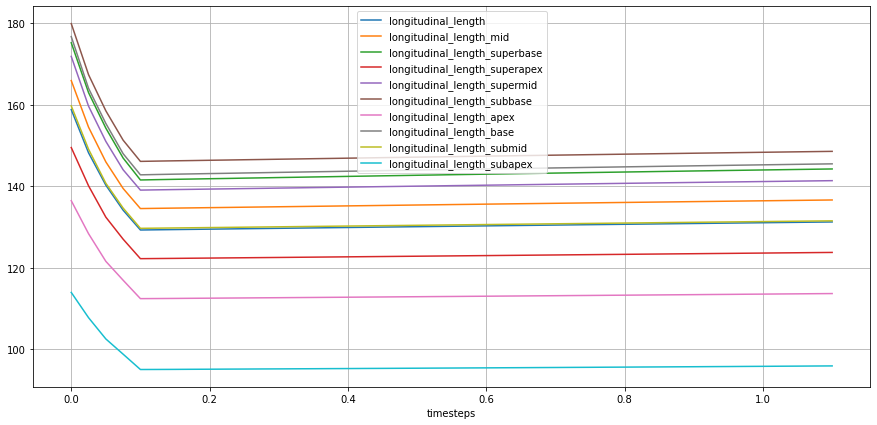 180
160
140
120
100
longitudinal_length
longitudinal_length_mid
longitudinal_length_superbase
longitudinal_length_superapex
longitudinal_length_supermid
longitudinal_length_subbase
longitudinal_length_apex
longitudinal_length_base
longitudinal_length_submid
longitudinal_length_subapex
0.0 0.2 0.4 0.6 0.8 1.0
timesteps